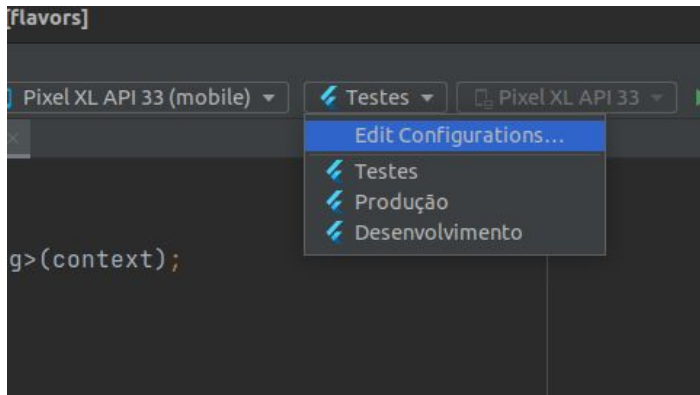 [flavors]
Pixel XL API 33 (mobile) Testes Pixel XL API 33
Edit Configurations...
Testes
Produção
Desenvolvimento
g>(context);